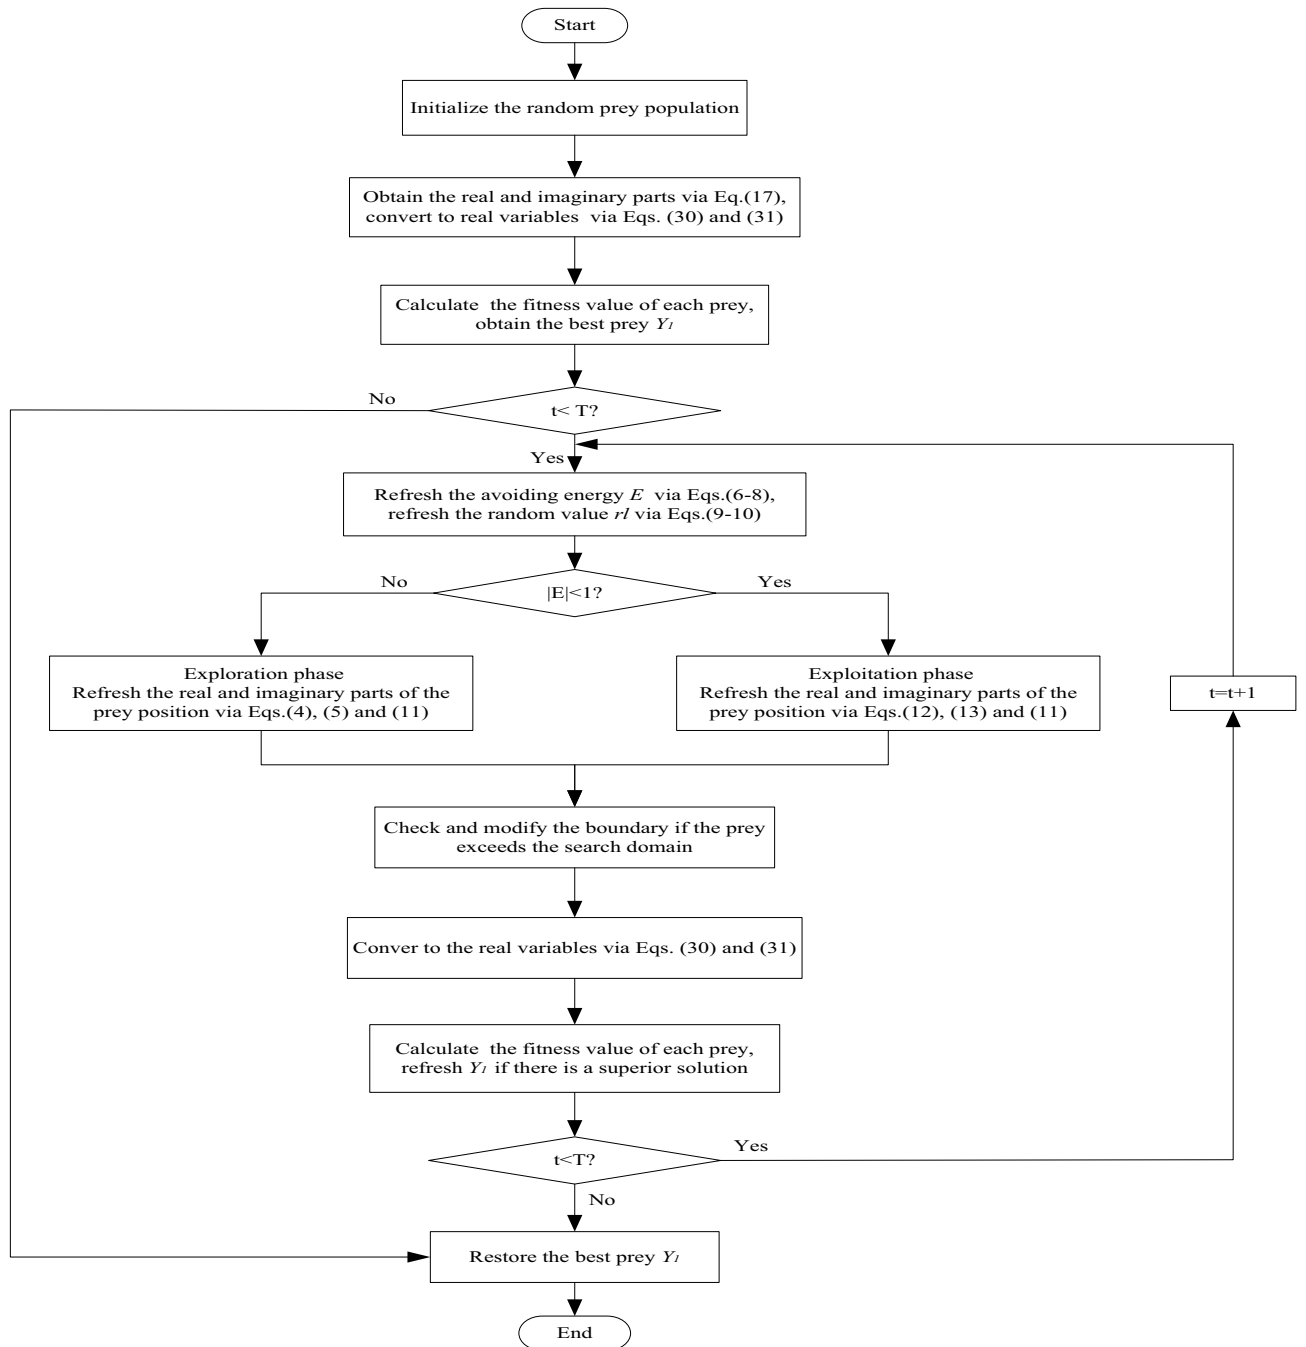 Start
Initialize the random prey population
Obtain the real and imaginary parts via Eq.(17),
convert to real variables via Eqs. (30) and (31)
Calculate the fitness value of each prey,
obtain the best prey Y1
t< T?
No
Yes
Refresh the avoiding energy E via Eqs.(6-8),
refresh the random value rl via Eqs.(9-10)
|E|<1?
No
Yes
Exploration phase
Refresh the real and imaginary parts of the
prey position via Eqs.(4), (5) and (11)
Exploitation phase
Refresh the real and imaginary parts of the
prey position via Eqs.(12), (13) and (11)
t=t+1
Check and modify the boundary if the prey
exceeds the search domain
Conver to the real variables via Eqs. (30) and (31)
Calculate the fitness value of each prey,
refresh Y1 if there is a superior solution
t<T?
Yes
No
Restore the best prey Y1
End